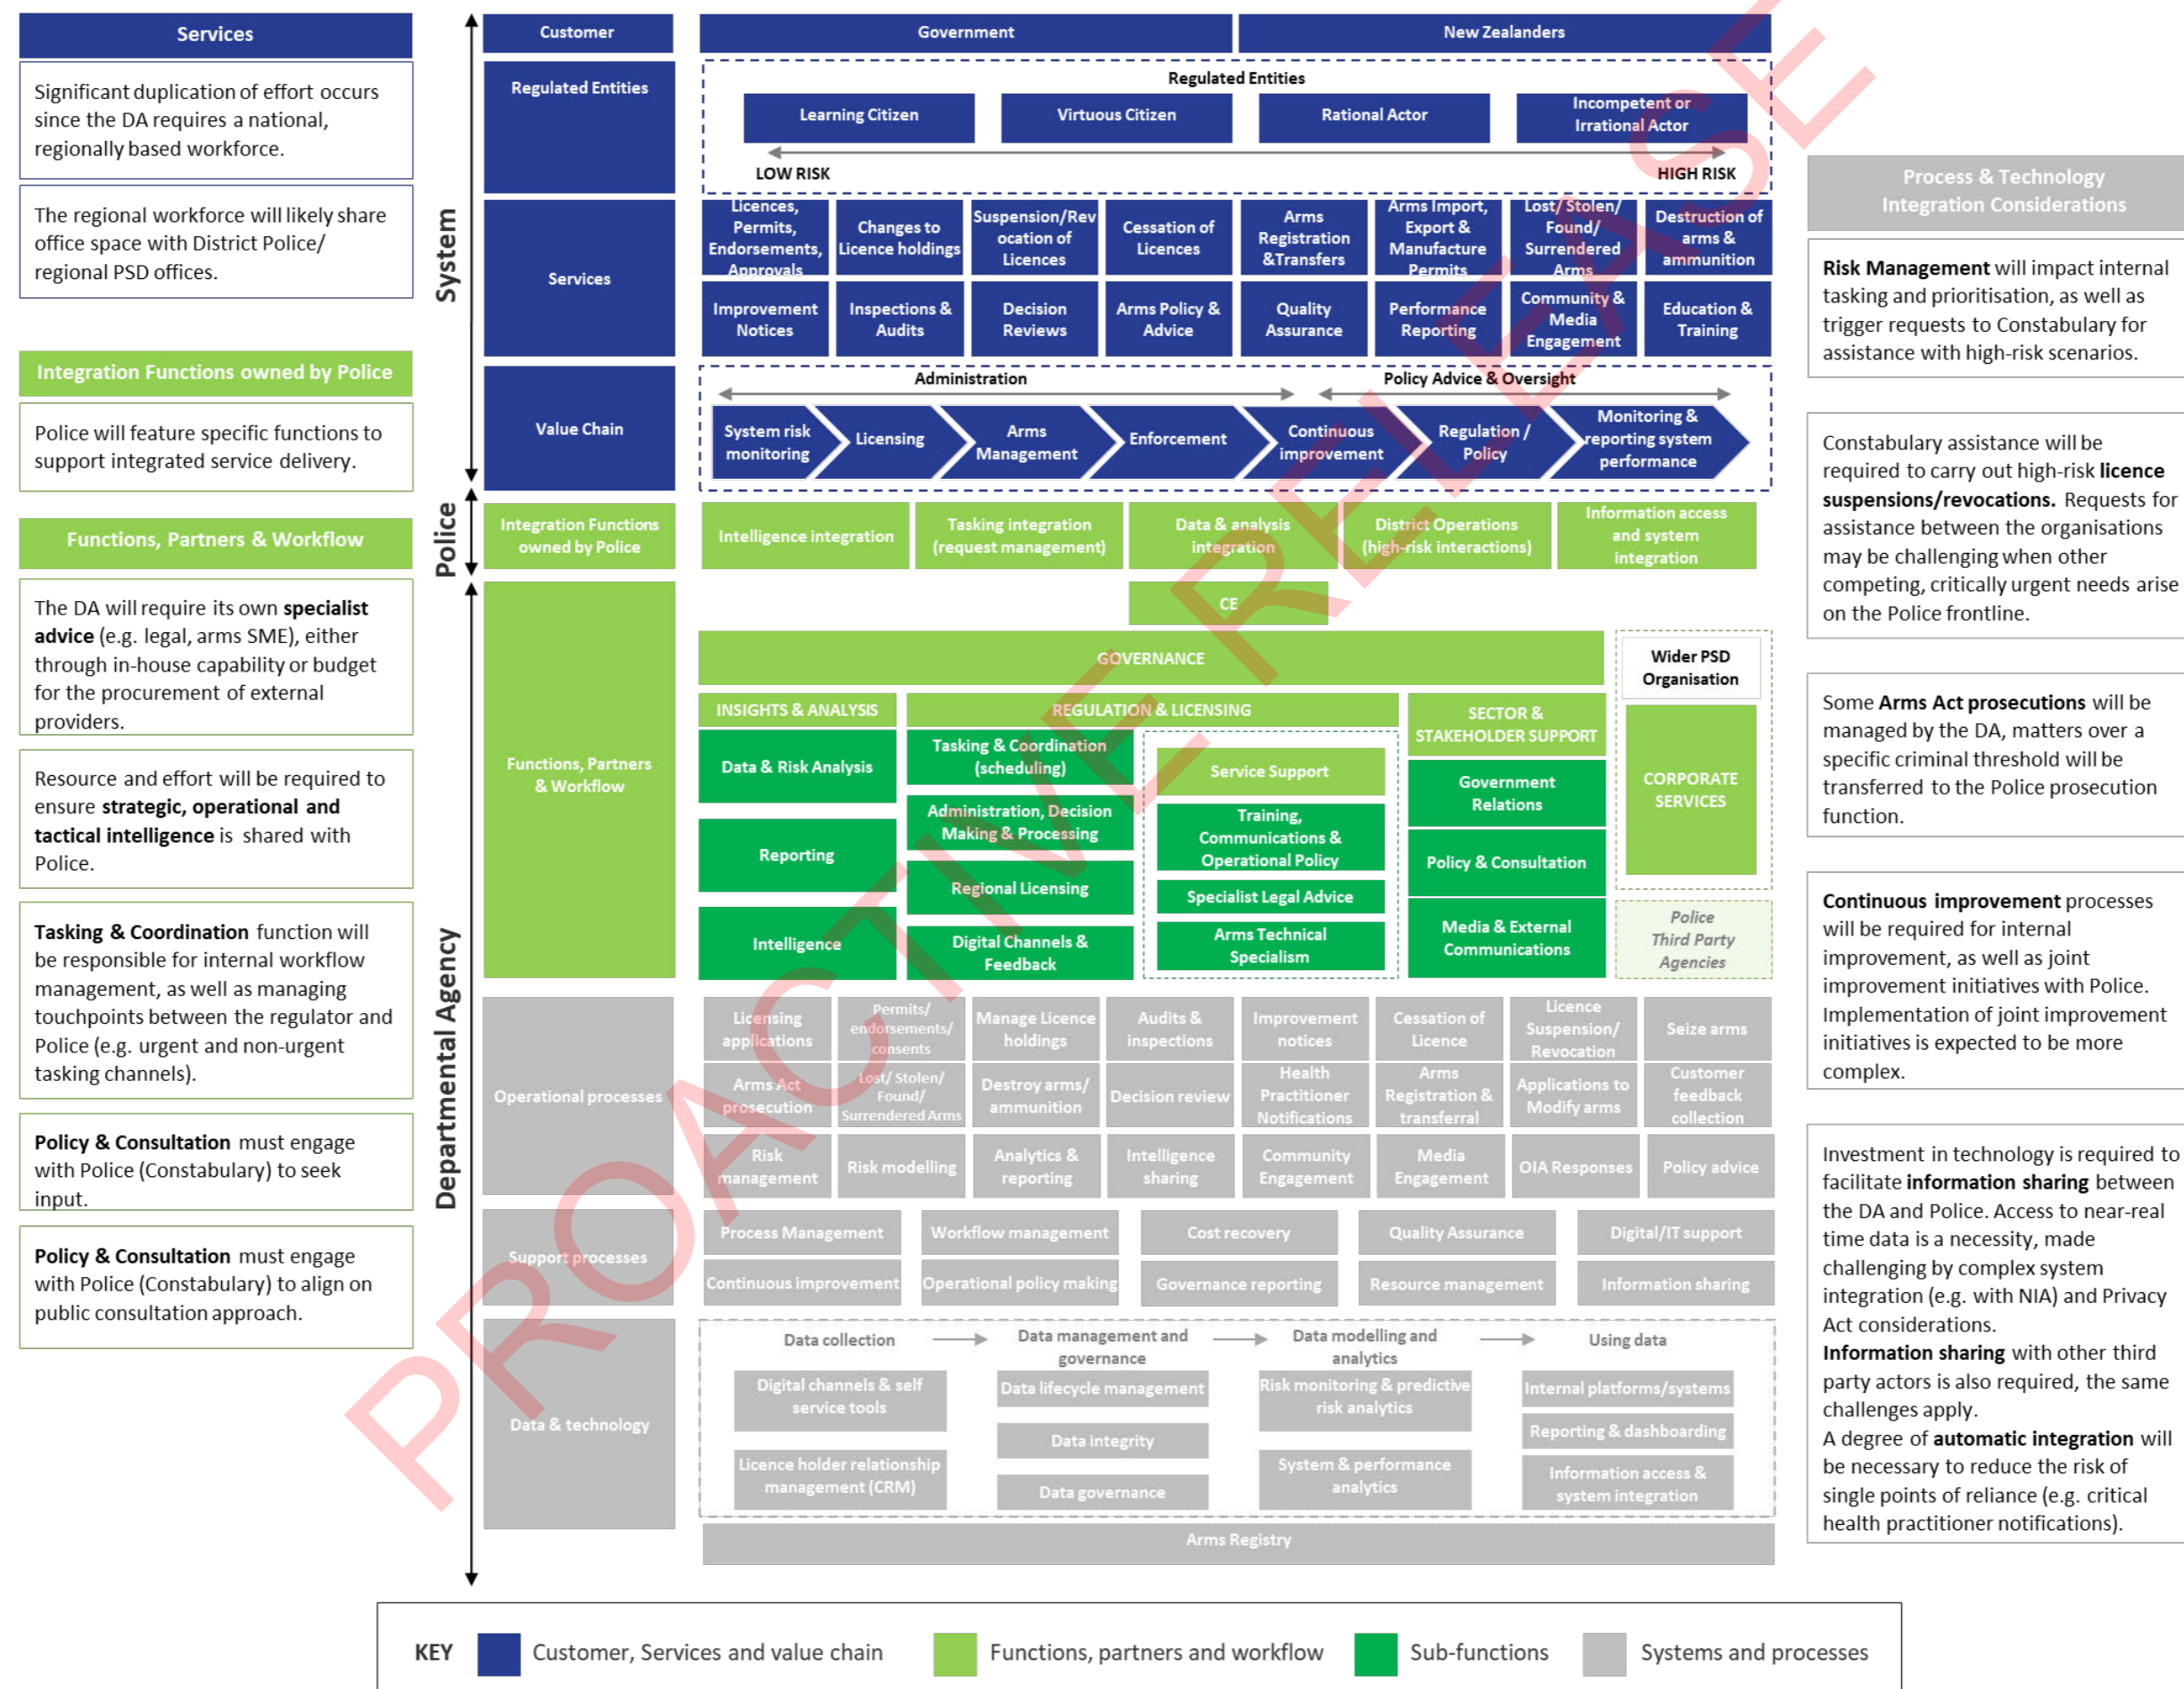 Services
Significant duplication of effort occurs
since the DA requires a national,
regionally based workforce.
The regional workforce will likely share
office space with District Police/
regional PSD offices.
Integration Functions owned by Police
Police will feature specific functions to
support integrated service delivery.
Functions, Partners & Workflow
The DA will require its own specialist
advice (e.g. legal, arms SME), either
through in-house capability or budget
for the procurement of external
providers.
Resource and effort will be required to
ensure strategic, operational and
tactical intelligence is shared with
Police.
Tasking & Coordination function will
be responsible for internal workflow
management, as well as managing
touchpoints between the regulator and
Police (e.g. urgent and non-urgent
tasking channels).
Policy & Consultation must engage
with Police (Constabulary) to seek
input.
Policy & Consultation must engage
with Police (Constabulary) to align on
public consultation approach.
System
Police
Departmental Agency
Customer
Government
New Zealanders
Regulated Entities
Regulated Entities
Learning Citizen
Virtuous Citizen
Rational Actor
Incompetent or
Irrational Actor
LOW RISK
HIGH RISK
Services
Licences,
Permits,
Endorsements,
Approvals
Changes to
Licence holdings
Suspension/Rev
ocation of
Licences
Cessation of
Licences
Arms
Registration
&Transfers
Arms Import,
Export &
Manufacture
Permits
Lost/ Stolen/
Found/
Surrendered
Arms
Destruction of
arms &
ammunition
Improvement
Notices
Inspections &
Audits
Decision
Reviews
Arms Policy &
Advice
Quality
Assurance
Performance
Reporting
Community &
Media
Engagement
Education &
Training
Value Chain
Administration
Policy Advice & Oversight
System risk
monitoring
Licensing
Arms
Management
Enforcement
Continuous
improvement
Regulation /
Policy
Monitoring &
reporting system
performance
Integration Functions
owned by Police
Intelligence integration
Tasking integration
(request management)
Data & analysis
integration
District Operations
(high-risk interactions)
Information access
and system
integration
Functions, Partners
& Workflow
CE
GOVERNANCE
INSIGHTS & ANALYSIS
Data & Risk Analysis
Reporting
Intelligence
REGULATION & LICENSING
Tasking & Coordination
(scheduling)
Administration, Decision
Making & Processing
Regional Licensing
Digital Channels &
Feedback
Service Support
Training,
Communications &
Operational Policy
Specialist Legal Advice
Arms Technical
Specialism
SECTOR &
STAKEHOLDER SUPPORT
Government
Relations
Policy & Consultation
Media & External
Communications
Wider PSD
Organisation
CORPORATE
SERVICES
Police
Third Party
Agencies
Operational processes
Licensing
applications
Permits/
endorsements/
consents
Manage Licence
holdings
Audits &
inspections
Improvement
notices
Cessation of
Licence
Licence
Suspension/
Revocation
Seize arms
Arms Act
prosecution
Lost/ Stolen/
Found/
Surrendered Arms
Destroy arms/
ammunition
Decision review
Health
Practitioner
Notifications
Arms
Registration &
transferral
Applications to
Modify arms
Customer
feedback
collection
Risk
management
Risk modelling
Analytics &
reporting
Intelligence
sharing
Community
Engagement
Media
Engagement
OIA Responses
Policy advice
Support processes
Process Management
Workflow management
Cost recovery
Quality Assurance
Digital/IT support
Continuous improvement
Operational policy making
Governance reporting
Resource management
Information sharing
Data & technology
Data collection
Data management and
governance
Data modelling and
analytics
Using data
Digital channels & self
service tools
Licence holder relationship
management (CRM)
Data lifecycle management
Data integrity
Data governance
Risk monitoring & predictive
risk analytics
System & performance
analytics
Internal platforms/systems
Reporting & dashboarding
Information access &
system integration
Arms Registry
Process & Technology
Integration Considerations
Risk Management will impact internal
tasking and prioritisation, as well as
trigger requests to Constabulary for
assistance with high-risk scenarios.
Constabulary assistance will be
required to carry out high-risk licence
suspensions/revocations. Requests for
assistance between the organisations
may be challenging when other
competing, critically urgent needs arise
on the Police frontline.
Some Arms Act prosecutions will be
managed by the DA, matters over a
specific criminal threshold will be
transferred to the Police prosecution
function.
Continuous improvement processes
will be required for internal
improvement, as well as joint
improvement initiatives with Police.
Implementation of joint improvement
initiatives is expected to be more
complex.
Investment in technology is required to
facilitate information sharing between
the DA and Police. Access to near-real
time data is a necessity, made
challenging by complex system
integration (e.g. with NIA) and Privacy
Act considerations.
Information sharing with other third
party actors is also required, the same
challenges apply.
A degree of automatic integration will
be necessary to reduce the risk of
single points of reliance (e.g. critical
health practitioner notifications).
KEY
Customer, Services and value chain
Functions, partners and workflow
Sub-functions
Systems and processes
PROACTIVE RELEASE